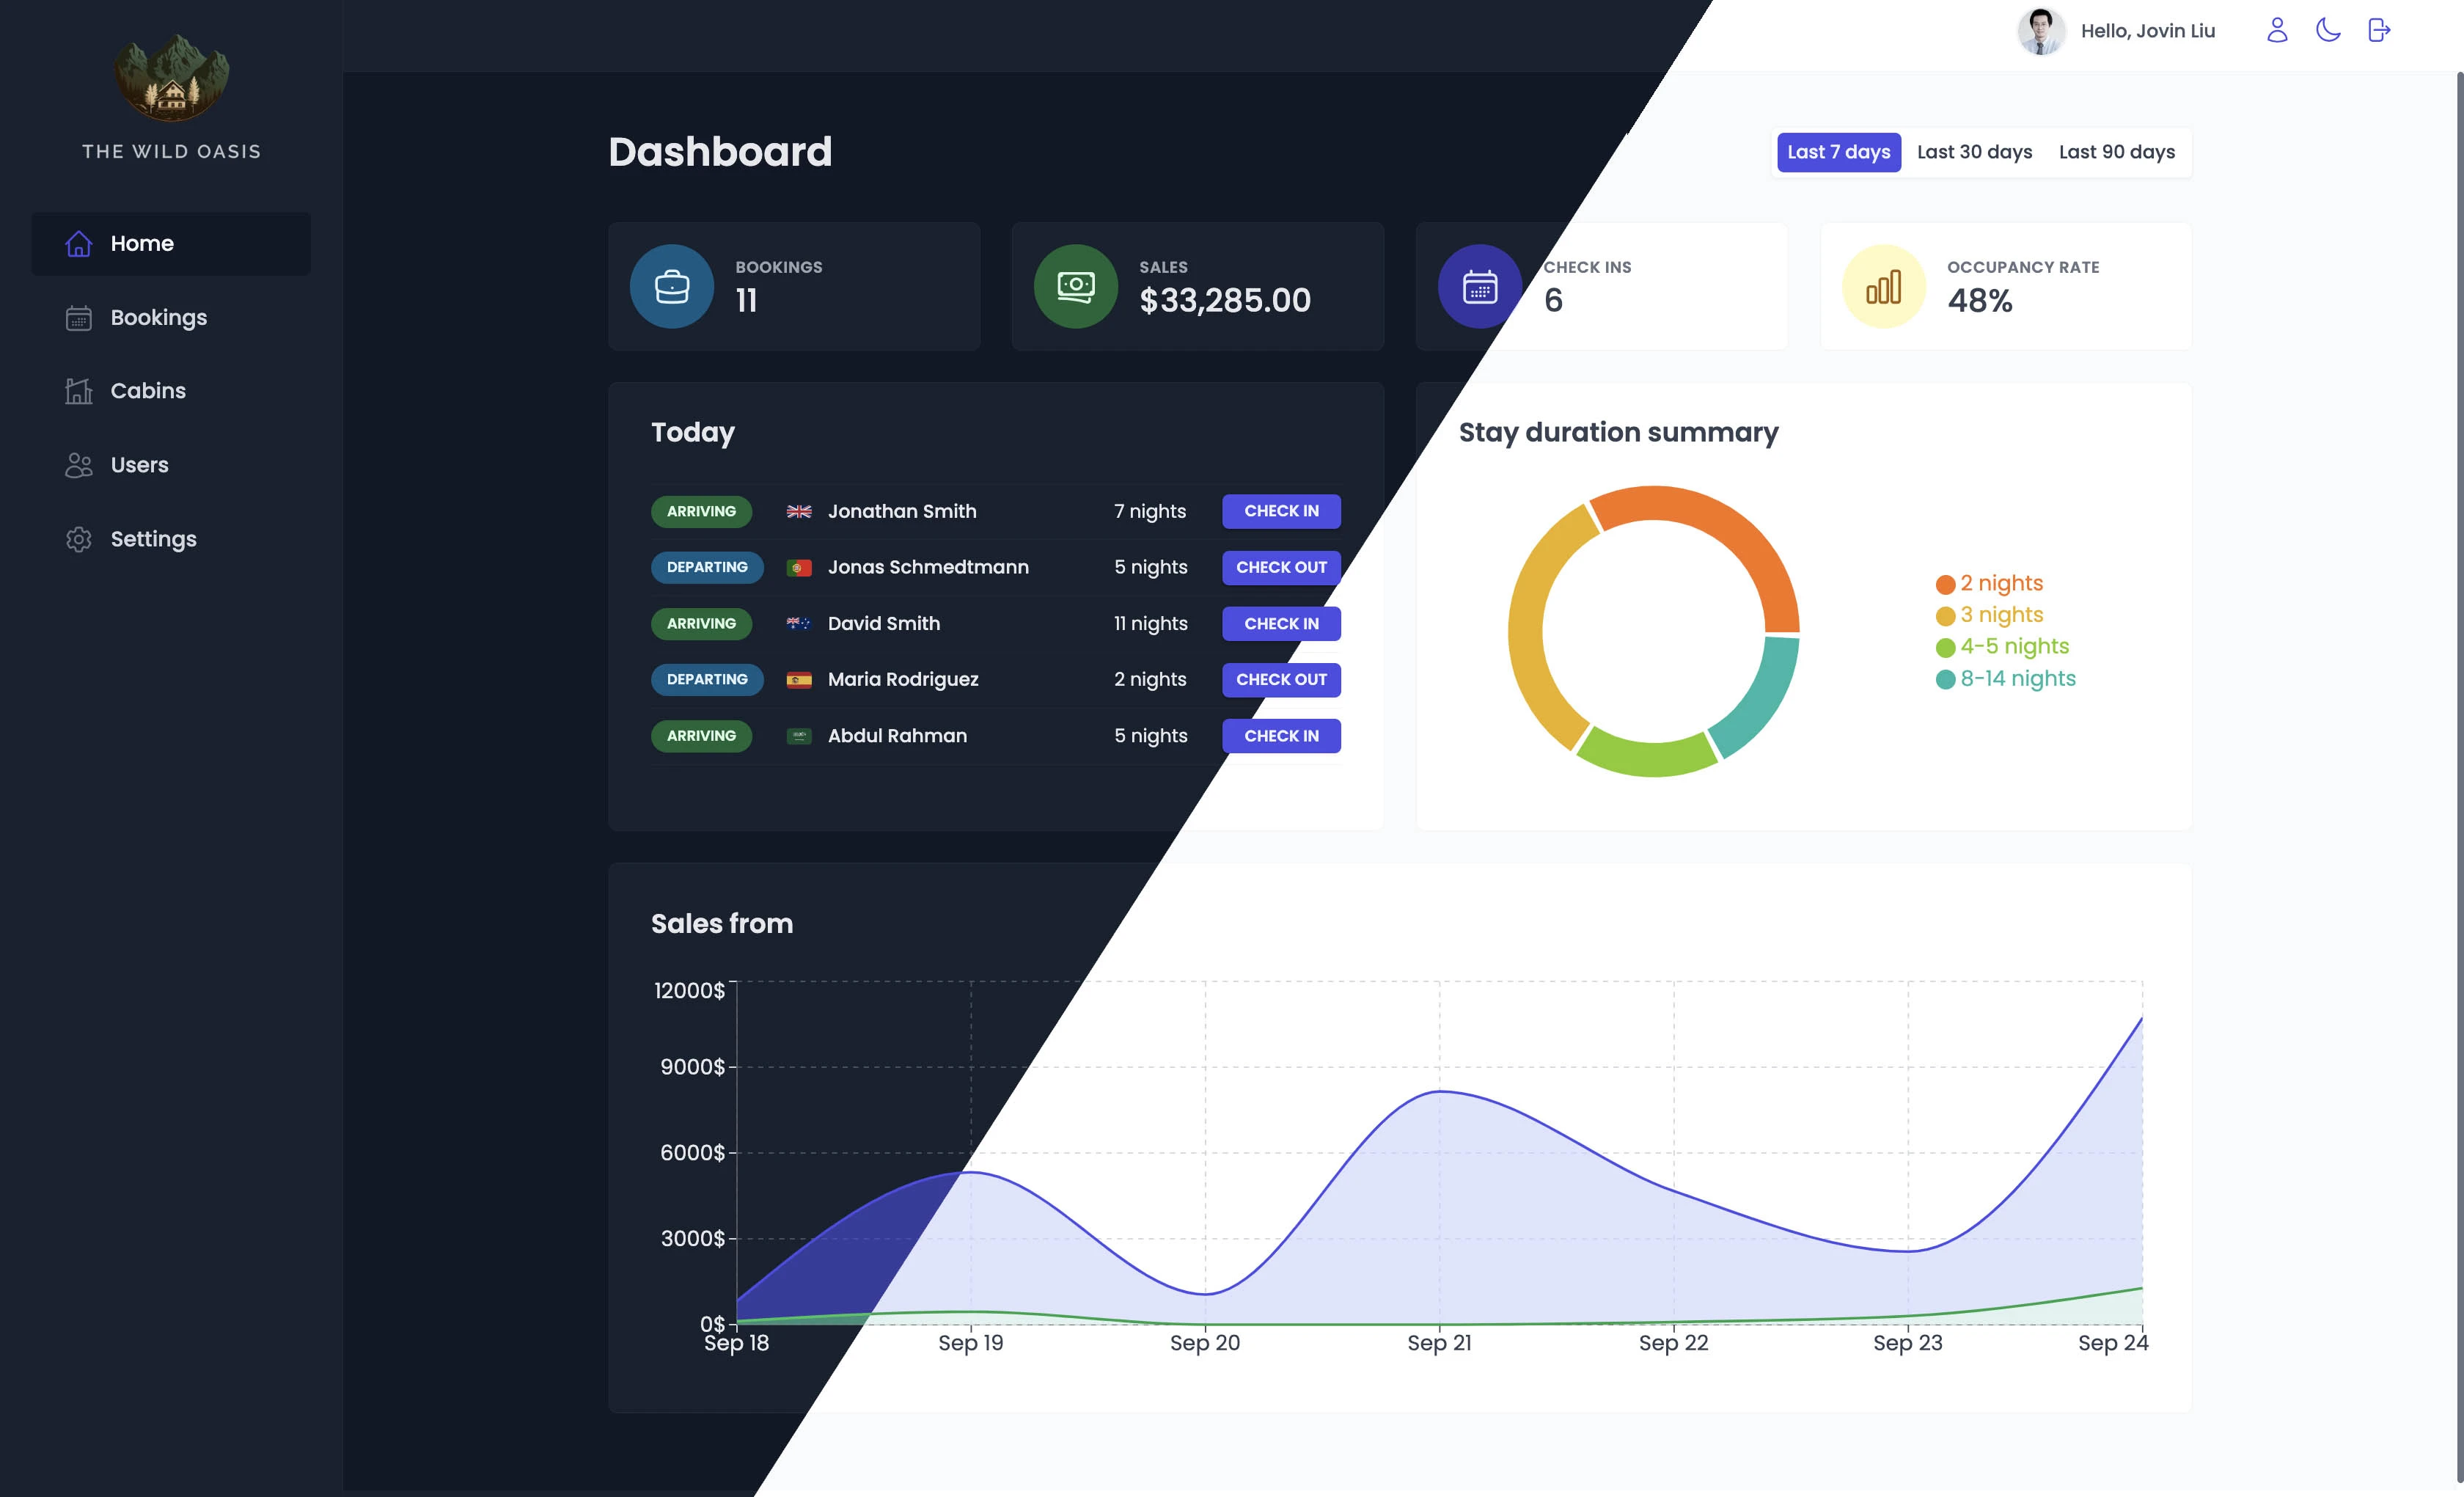 THE WILD OASIS
Home
Bookings
Cabins
Users
Settings
Hello, Jovin Liu
Dashboard
Last 7 days Last 30 days Last 90 days
BOOKINGS
11
SALES
$33,285.00
CHECK INS
6
OCCUPANCY RATE
48%
Today
ARRIVING Jonathan Smith 7 nights CHECK IN
DEPARTING Jonas Schmedtmann 5 nights CHECK OUT
ARRIVING David Smith 11 nights CHECK IN
DEPARTING Maria Rodriguez 2 nights CHECK OUT
ARRIVING Abdul Rahman 5 nights CHECK IN
Stay duration summary
2 nights
3 nights
4-5 nights
8-14 nights
Sales from
12000$
9000$
6000$
3000$
0$
Sep 18 Sep 19 Sep 20 Sep 21 Sep 22 Sep 23 Sep 24